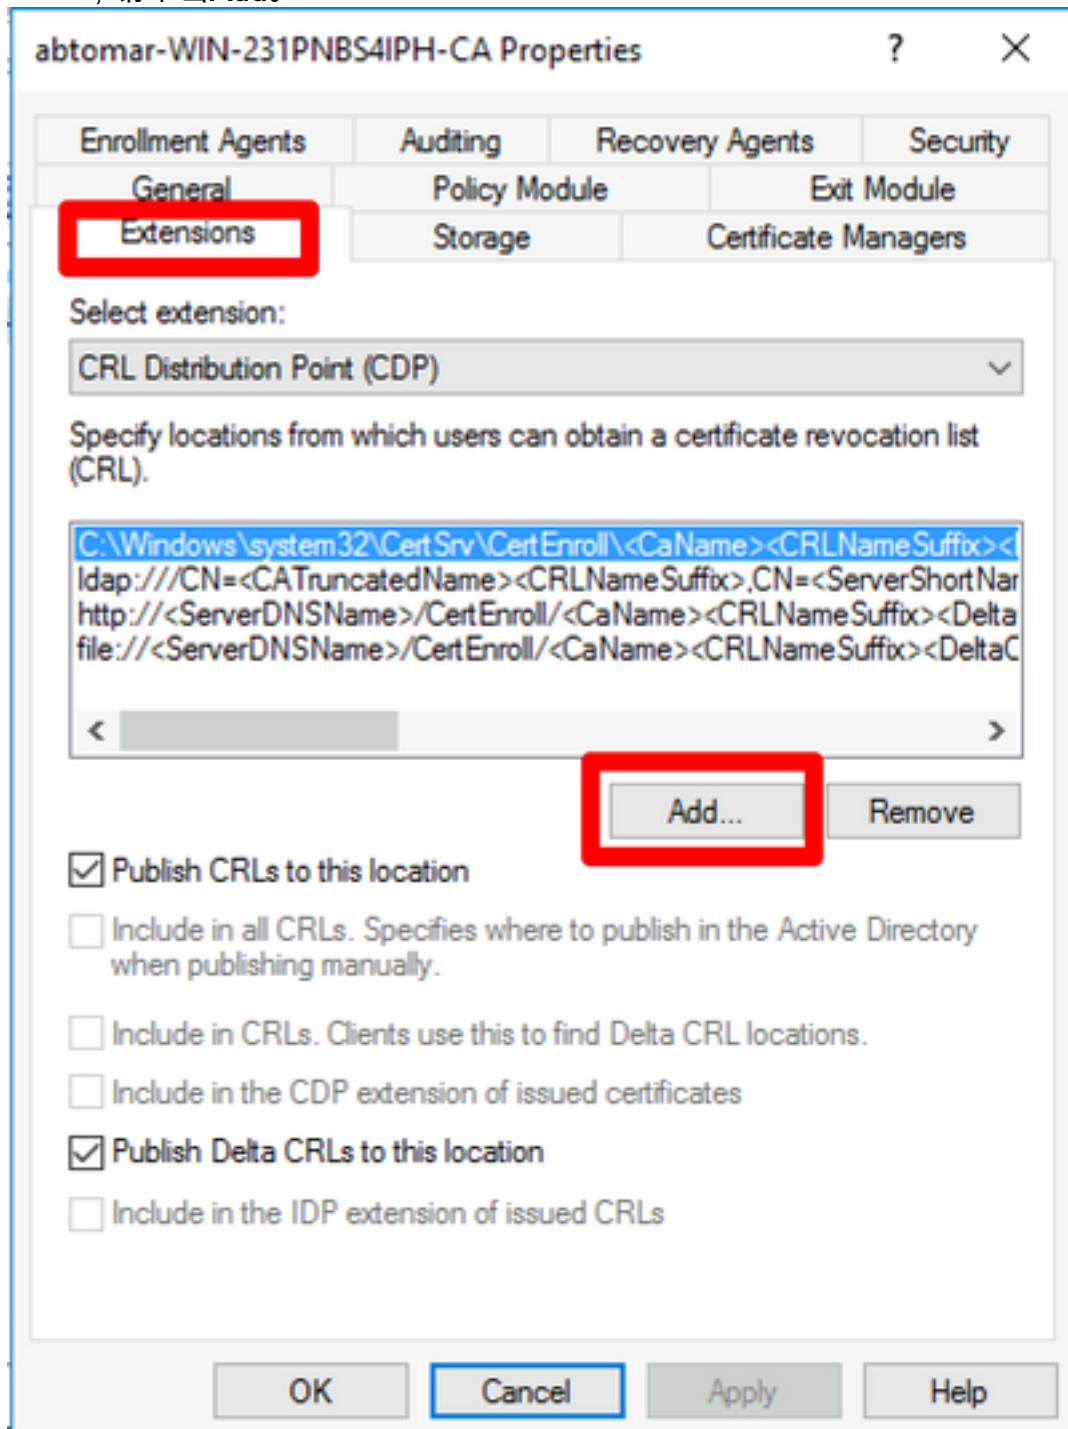 abtomar-WIN-231PNBS4IPH-CA Properties ? ×
Enrollment Agents Auditing Recovery Agents Security
General Policy Module Exit Module
Extensions Storage Certificate Managers
Select extension:
CRL Distribution Point (CDP)
Specify locations from which users can obtain a certificate revocation list
(CRL).
C:\Windows\system32\CertSrv\CertEnroll\<CaName><CRLNameSuffix><
ldap:///CN=<CATruncatedName><CRLNameSuffix>,CN=<ServerShortNar
http://<ServerDNSName>/CertEnroll/<CaName><CRLNameSuffix><Delta
file://<ServerDNSName>/CertEnroll/<CaName><CRLNameSuffix><DeltaC
Add... Remove
Publish CRLs to this location
Include in all CRLs. Specifies where to publish in the Active Directory
when publishing manually.
Include in CRLs. Clients use this to find Delta CRL locations.
Include in the CDP extension of issued certificates
Publish Delta CRLs to this location
Include in the IDP extension of issued CRLs
OK Cancel Apply Help